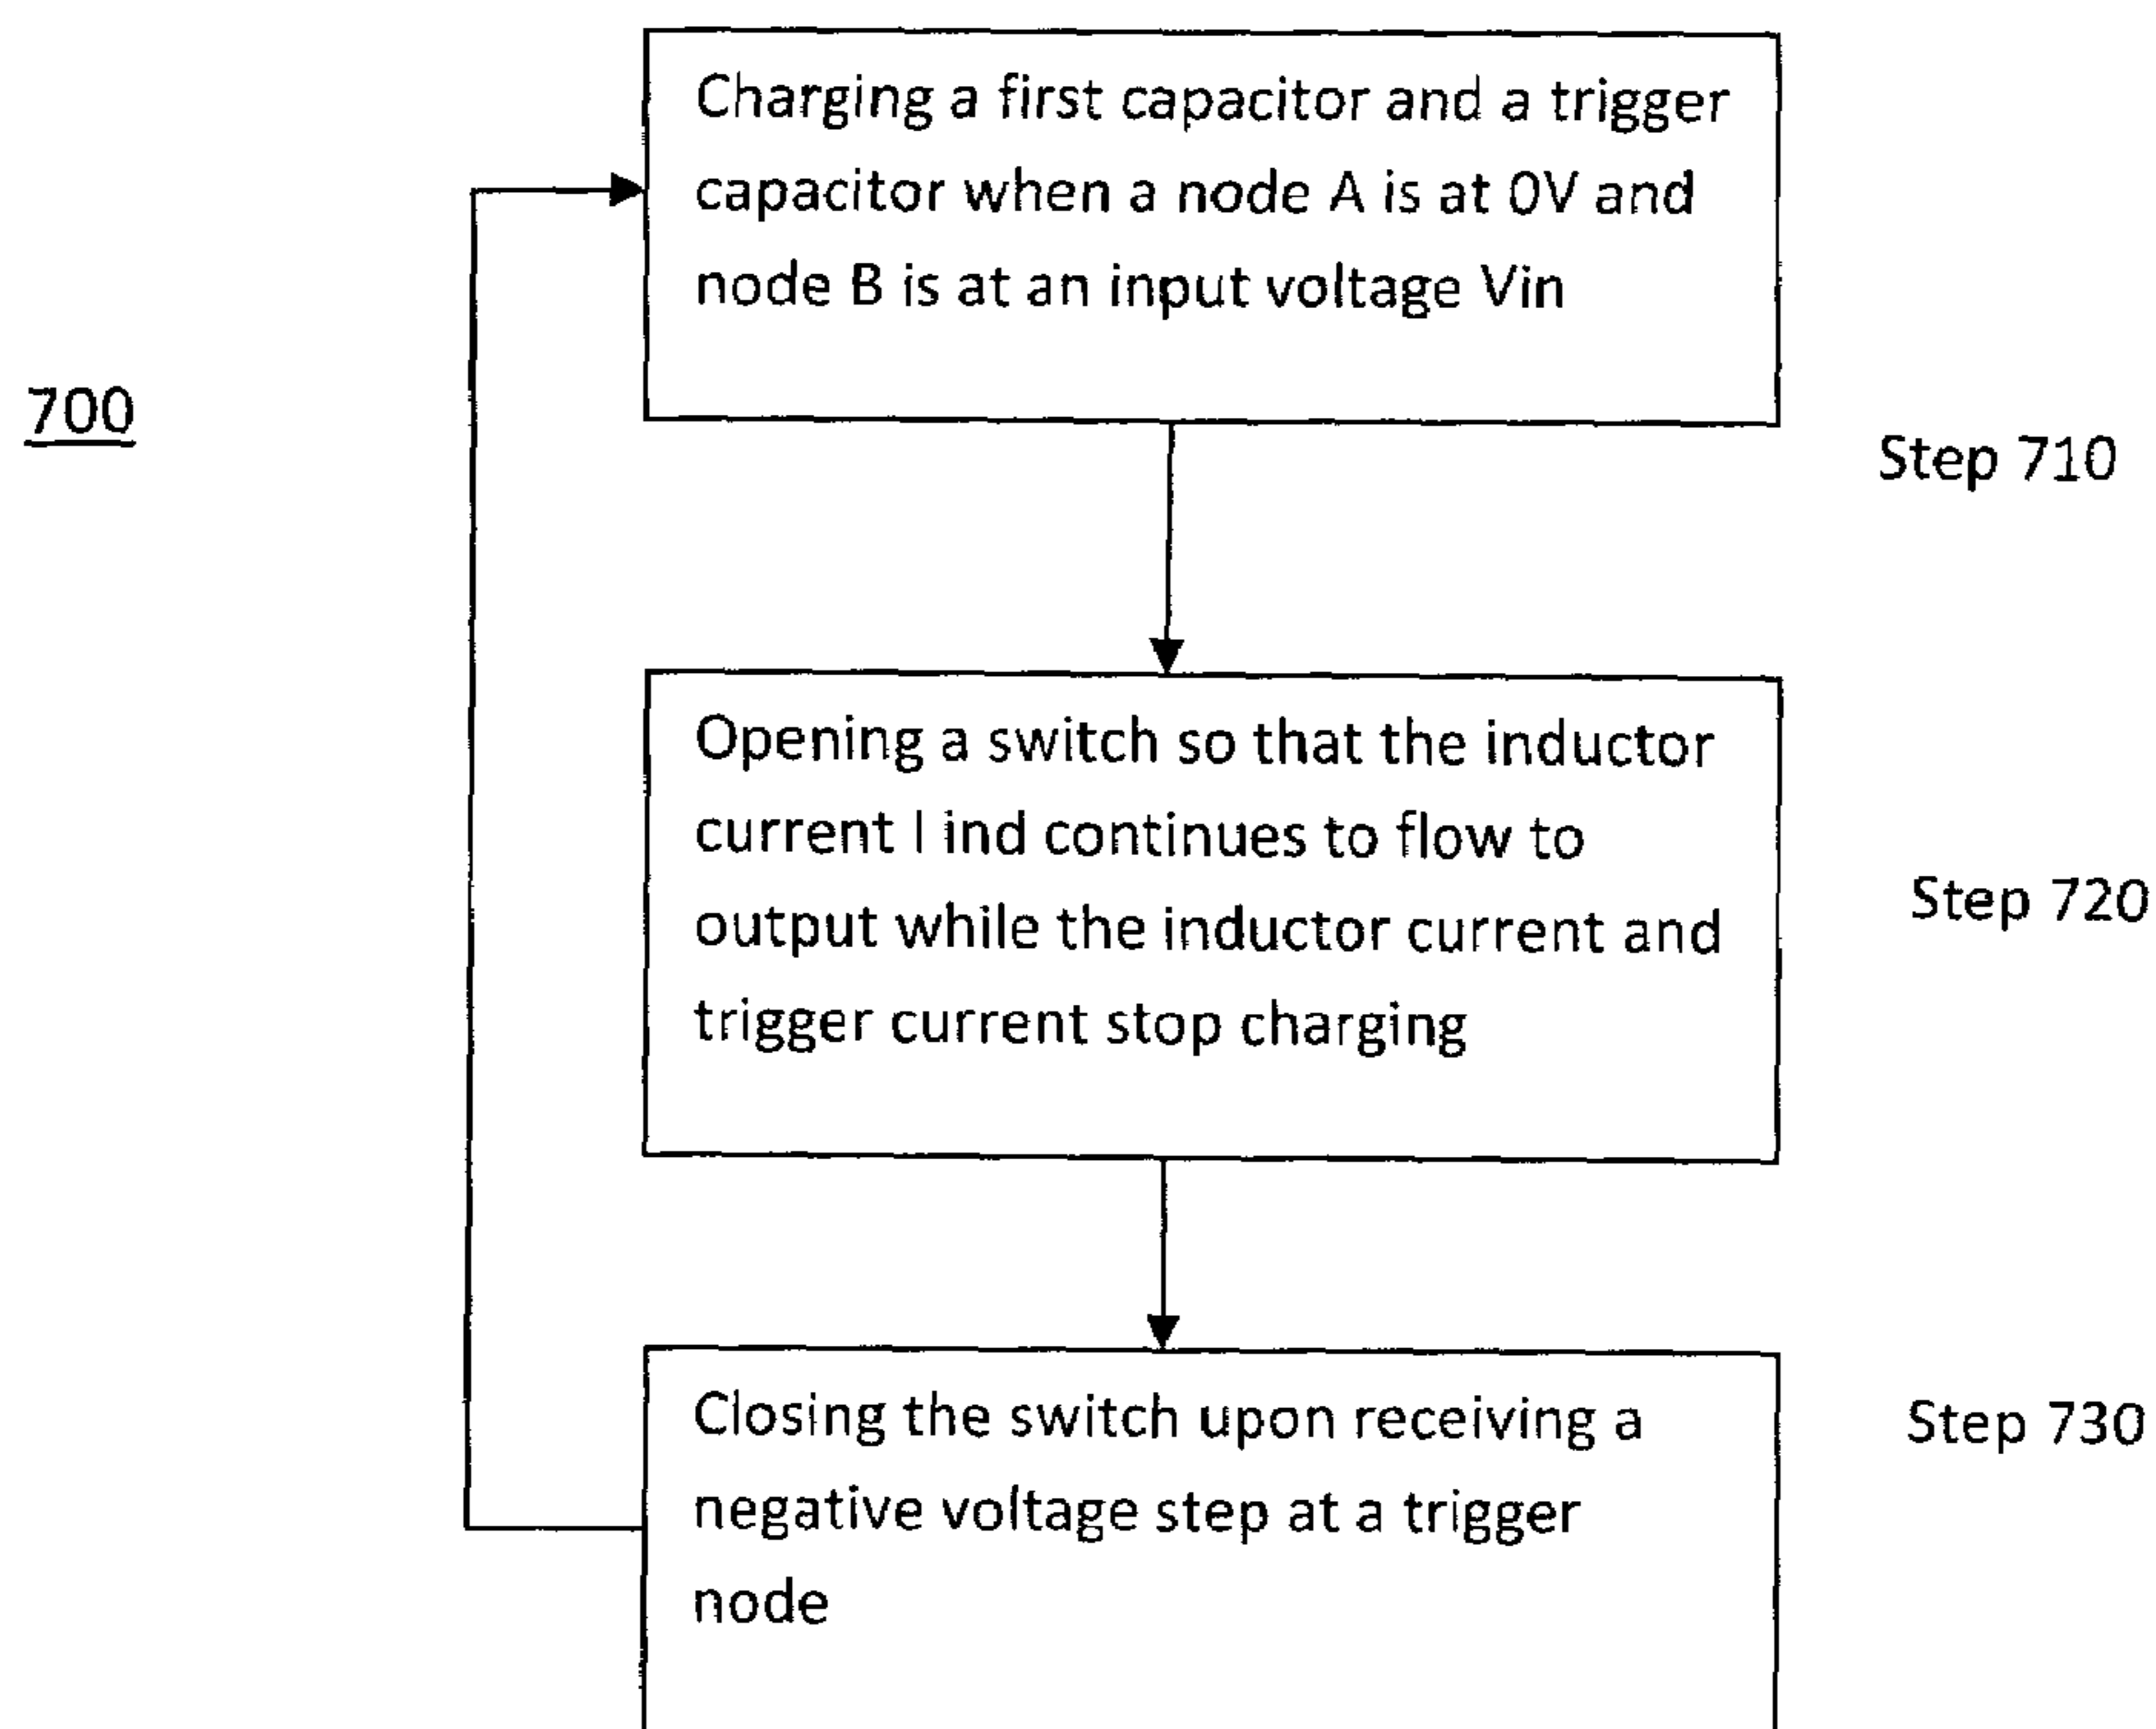 Charging a first capacitor and a trigger
capacitor when a node A is at 0V and
node B is at an input voltage Vin
700
Step 710
Opening a switch so that the inductor
current I ind continues to flow to
output while the inductor current and
trigger current stop charging
Step 720
Closing the switch upon receiving a
negative voltage step at a trigger
node
Step 730